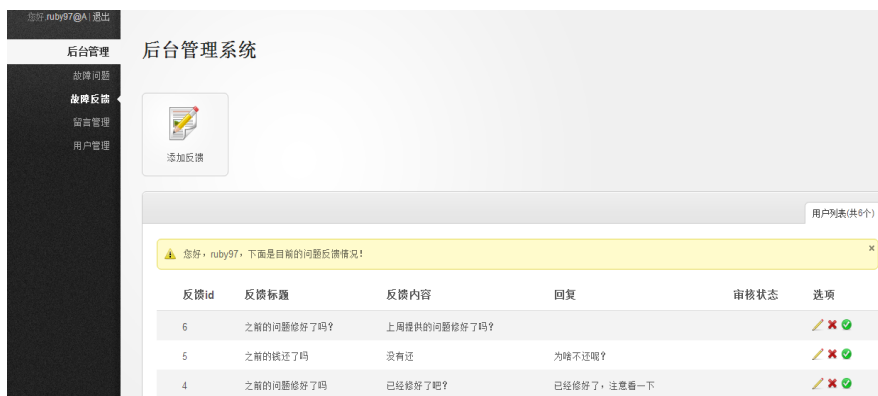 您好,ruby97@A | 退出
后台管理
故障问题
故障反馈
留言管理
用户管理
后台管理系统
添加反馈
用户列表(共6个)
您好，ruby97，下面是目前的问题反馈情况!
反馈id 反馈标题 反馈内容 回复 审核状态 选项
6 之前的问题修好了吗? 上周提供的问题修好了吗?
5 之前的钱还了吗 没有还 为啥不还呢?
4 之前的问题修好了吗 已经修好了吧? 已经修好了，注意看一下